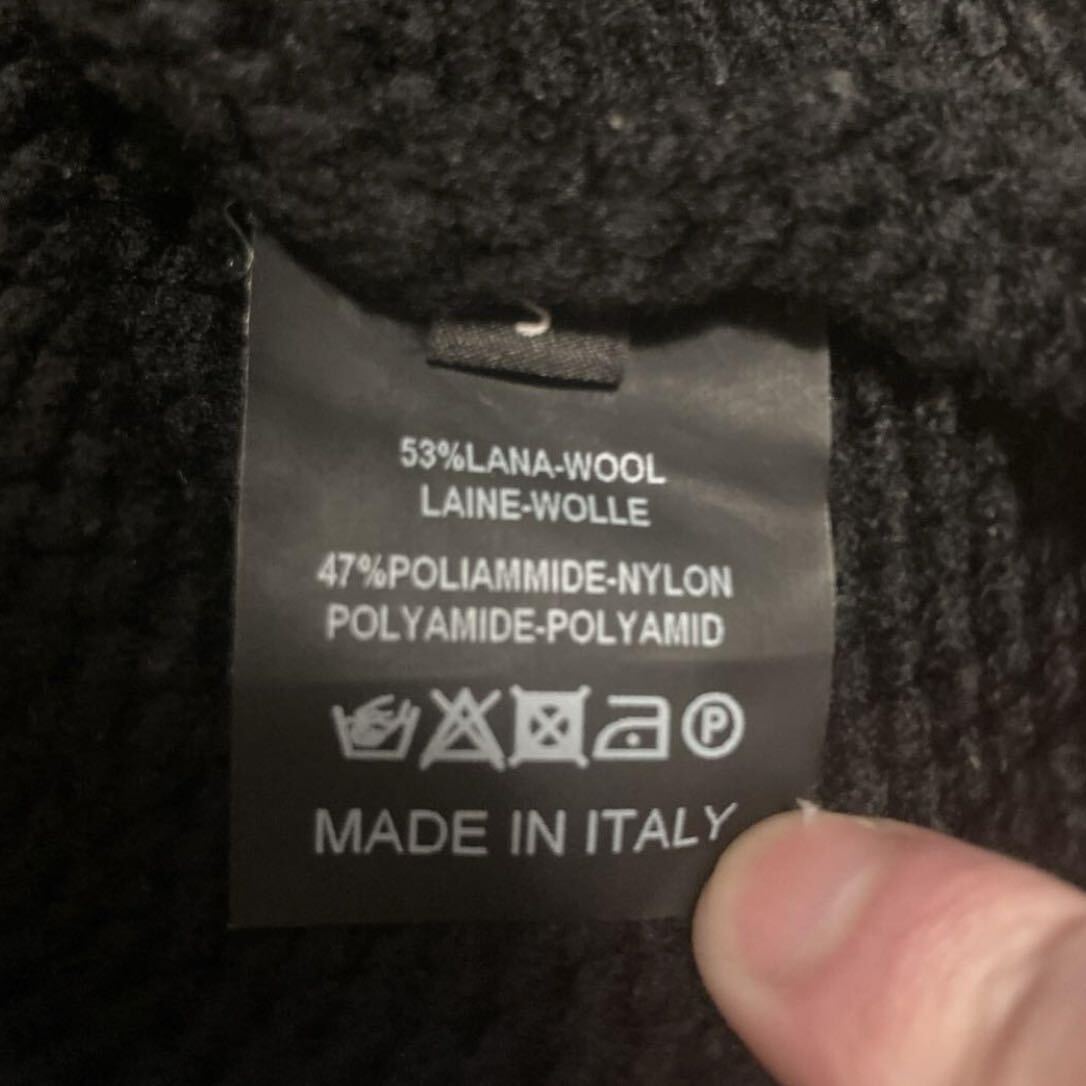 53%LANA-WOOL
LAINE-WOLLE
47%POLIAMMIDE-NYLON
POLYAMIDE-POLYAMID
P
MADE IN ITALY